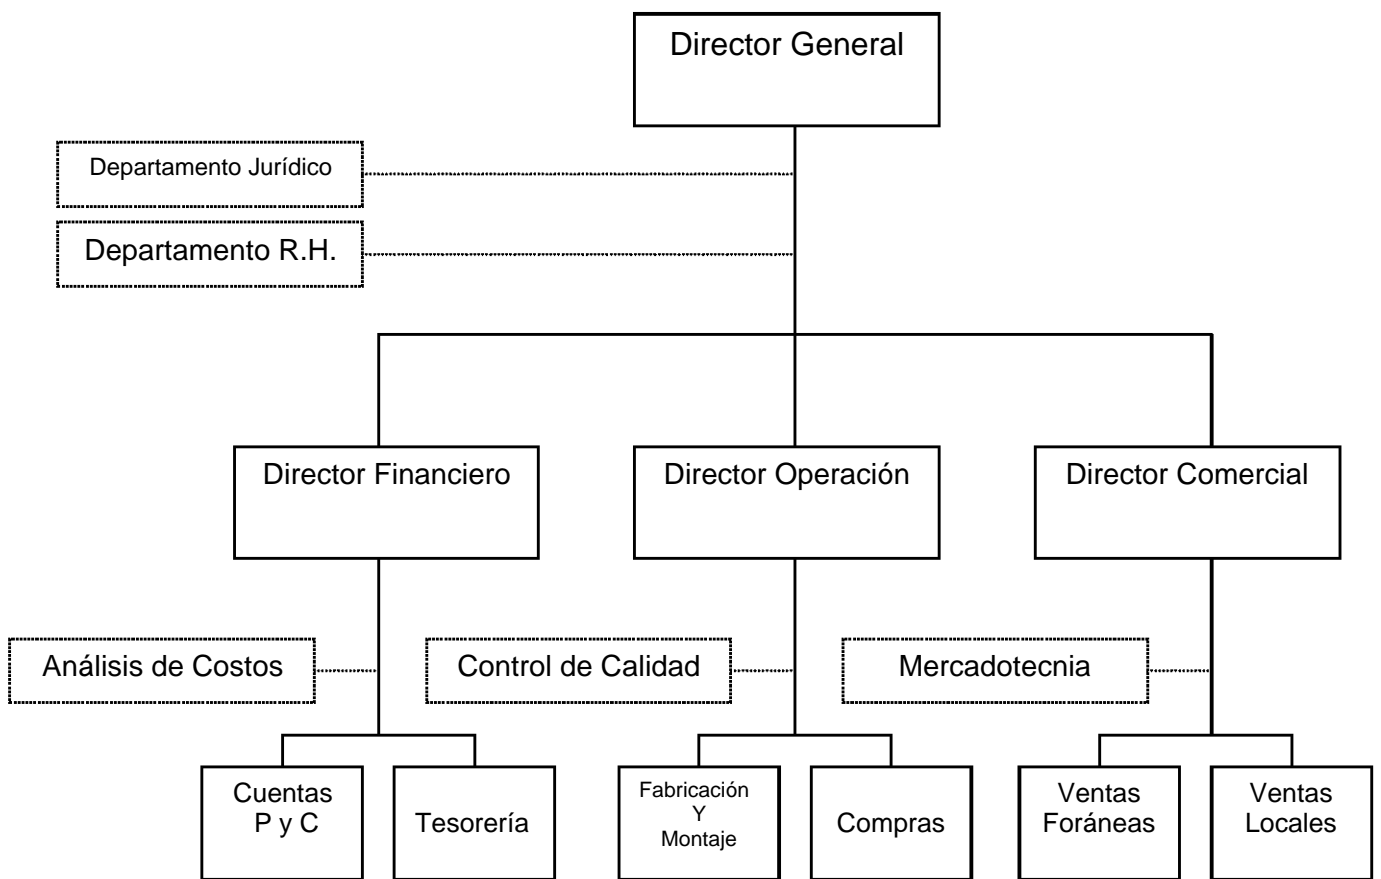 Director General
Departamento Jurídico
Departamento R.H.
Director Financiero
Director Operación
Director Comercial
Análisis de Costos
Control de Calidad
Mercadotecnia
Cuentas
P y C
Tesorería
Fabricación
Y
Montaje
Compras
Ventas
Foráneas
Ventas
Locales